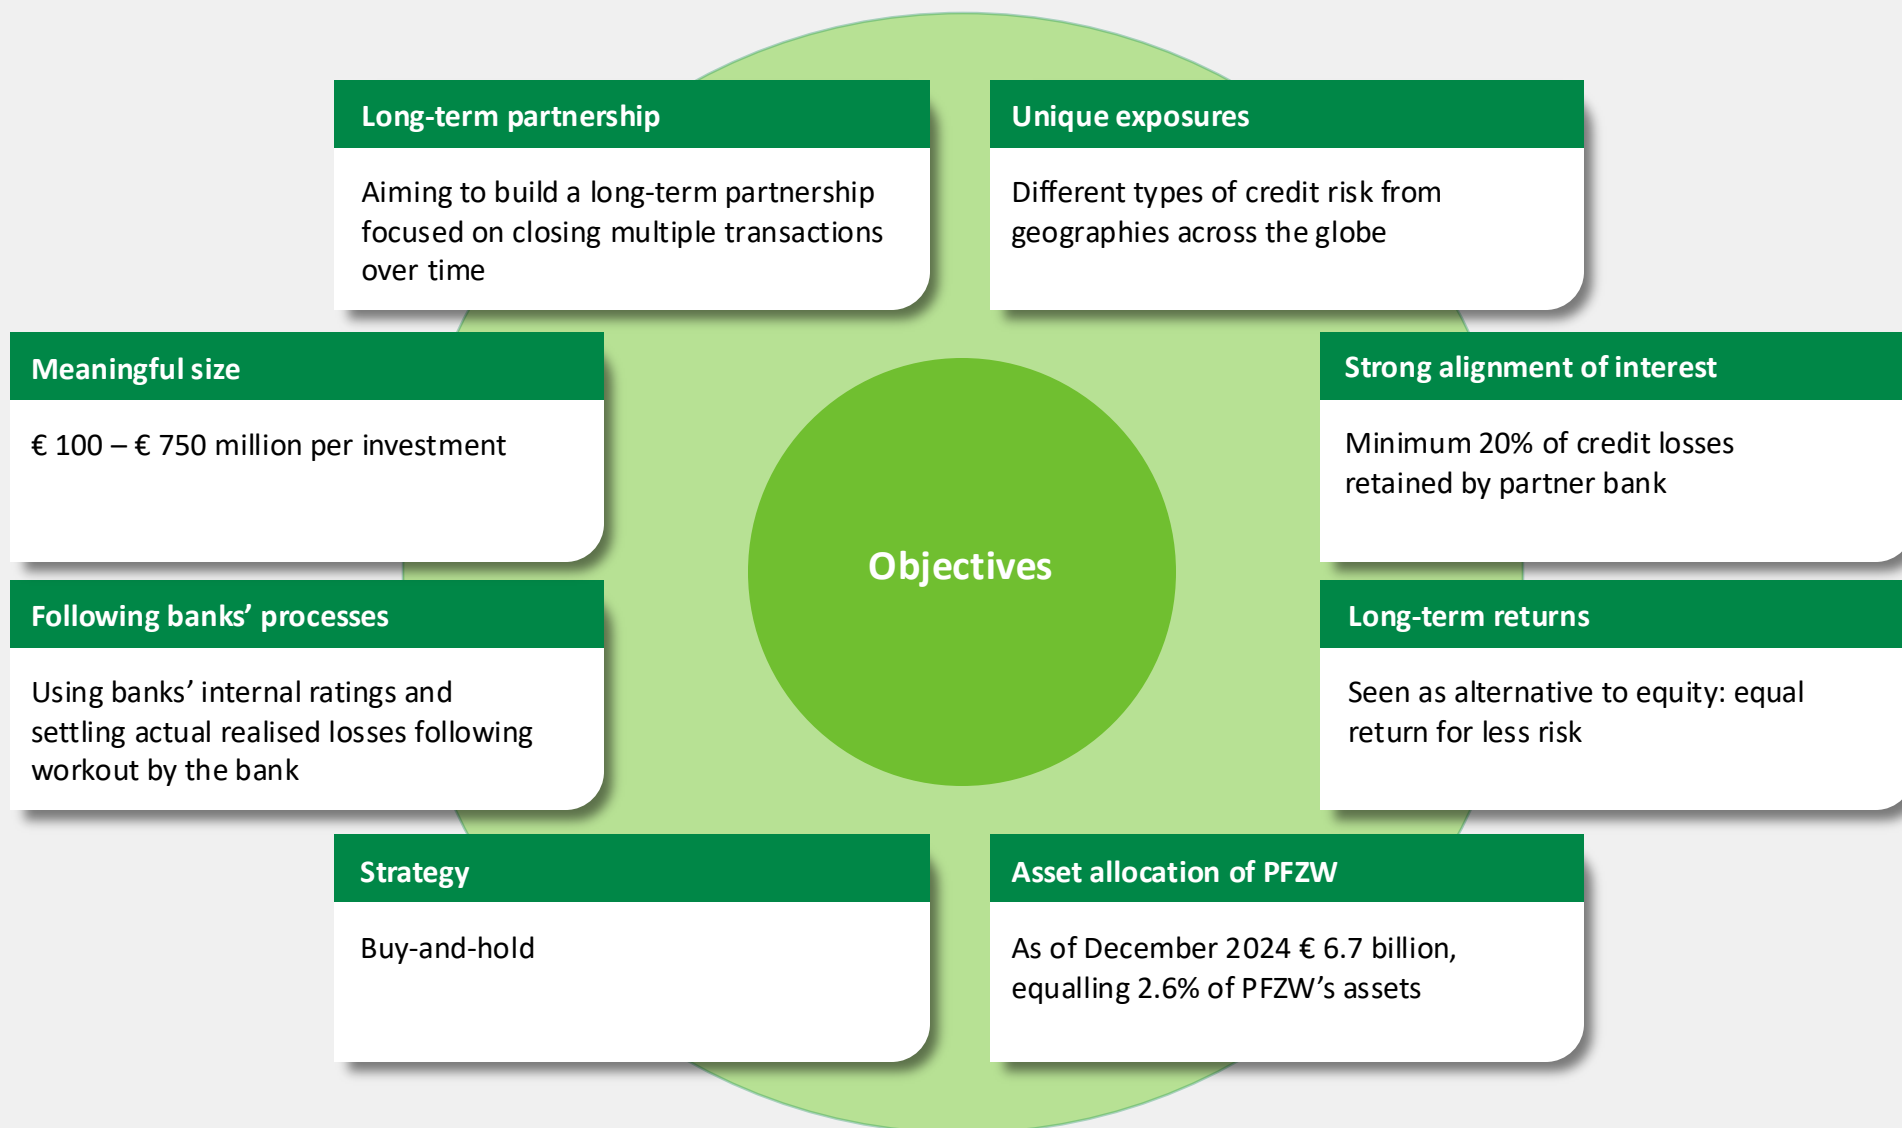 Long-term partnership
Aiming to build a long-term partnership
focused on closing multiple transactions
over time
Unique exposures
Different types of credit risk from
geographies across the globe
Meaningful size
€ 100 – € 750 million per investment
Strong alignment of interest
Minimum 20% of credit losses
retained by partner bank
Objectives
Following banks’ processes
Using banks’ internal ratings and
settling actual realised losses following
workout by the bank
Long-term returns
Seen as alternative to equity: equal
return for less risk
Strategy
Buy-and-hold
Asset allocation of PFZW
As of December 2024 € 6.7 billion,
equalling 2.6% of PFZW’s assets